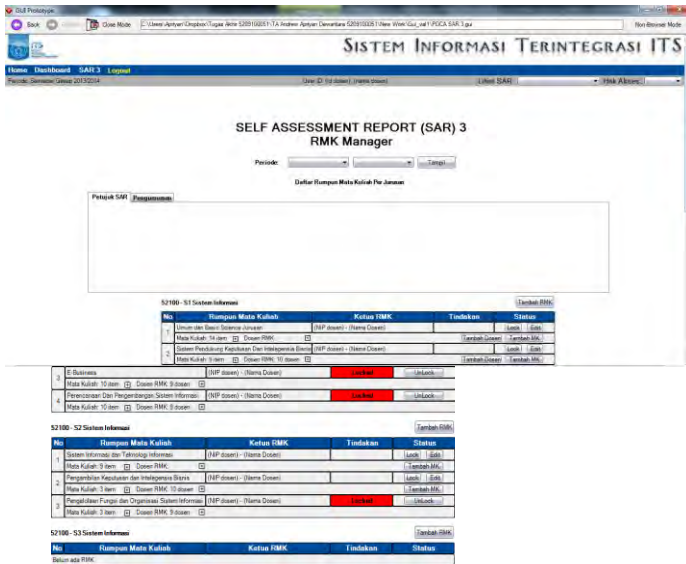 GUI Prototype:
Back
Close Mode
Non Browser Mode
SISTEM INFORMASI TERINTEGRASI ITS
Home Dashboard SAR 3 Logout
Periode: Semester Genap 2013/2014 User ID: (id dosen) (nama dosen) Level SAR: Hak Akses:
SELF ASSESSMENT REPORT (SAR) 3
RMK Manager
Periode: Tampil
Daftar Rumpun Mata Kuliah Per Jurusan
Petujuk SAR Pengumuman
52100 - S1 Sistem Informasi Tambah RMK
No Rumpun Mata Kuliah Ketua RMK Tindakan Status
1 Umum dan Basic Science Jurusan (NIP dosen) - (Nama Dosen) Lock Edit
Mata Kuliah: 14 item Dosen RMK: Tambah Dosen Tambah MK
2 Sistem Pendukung Keputusan Dan Intelegensia Bisnis (NIP dosen) - (Nama Dosen) Lock Edit
Mata Kuliah: 9 item Dosen RMK: 10 dosen Tambah Dosen Tambah MK
3 E-Business (NIP dosen) - (Nama Dosen) Locked UnLock
Mata Kuliah: 10 item Dosen RMK: 9 dosen
4 Perencanaan Dan Pengembangan Sistem Informasi (NIP dosen) - (Nama Dosen) Locked UnLock
Mata Kuliah: 10 item Dosen RMK: 9 dosen
52100 - S2 Sistem Informasi Tambah RMK
No Rumpun Mata Kuliah Ketua RMK Tindakan Status
1 Sistem Informasi dan Teknologi Informasi (NIP dosen) - (Nama Dosen) Lock Edit
Mata Kuliah: 9 item Dosen RMK: Tambah MK
2 Pengambilan Keputusan dan Intelegensia Bisnis (NIP dosen) - (Nama Dosen) Lock Edit
Mata Kuliah: 3 item Dosen RMK: 10 dosen Tambah MK
3 Pengelolaan Fungsi dan Organisasi Sistem Informasi (NIP dosen) - (Nama Dosen) Locked UnLock
Mata Kuliah: 3 item Dosen RMK: 9 dosen
52100 - S3 Sistem Informasi Tambah RMK
No Rumpun Mata Kuliah Ketua RMK Tindakan Status
Belum ada RMK